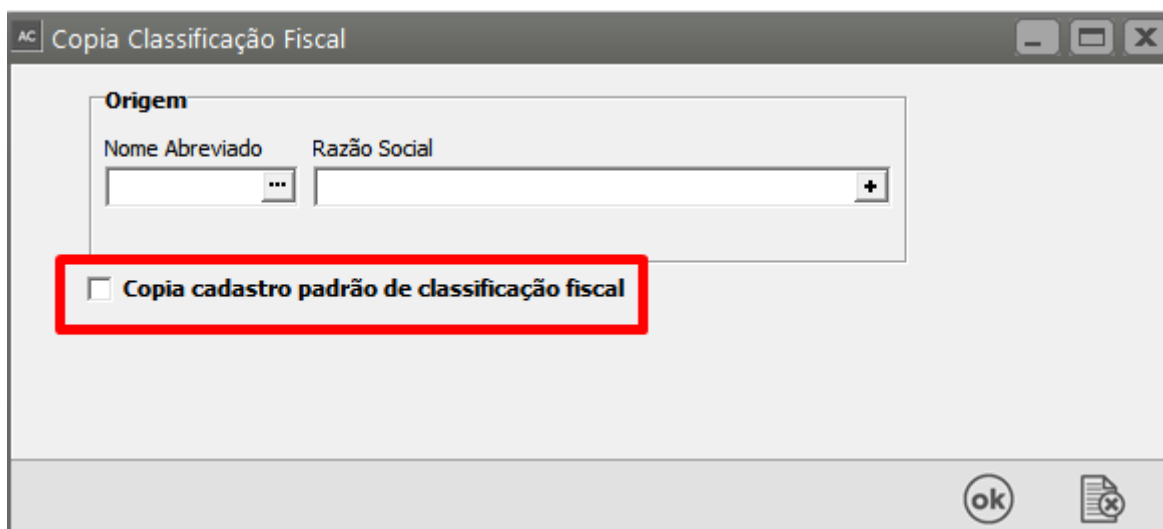 AC Copia Classificação Fiscal
Origem
Nome Abreviado Razão Social
... +
Copia cadastro padrão de classificação fiscal
ok